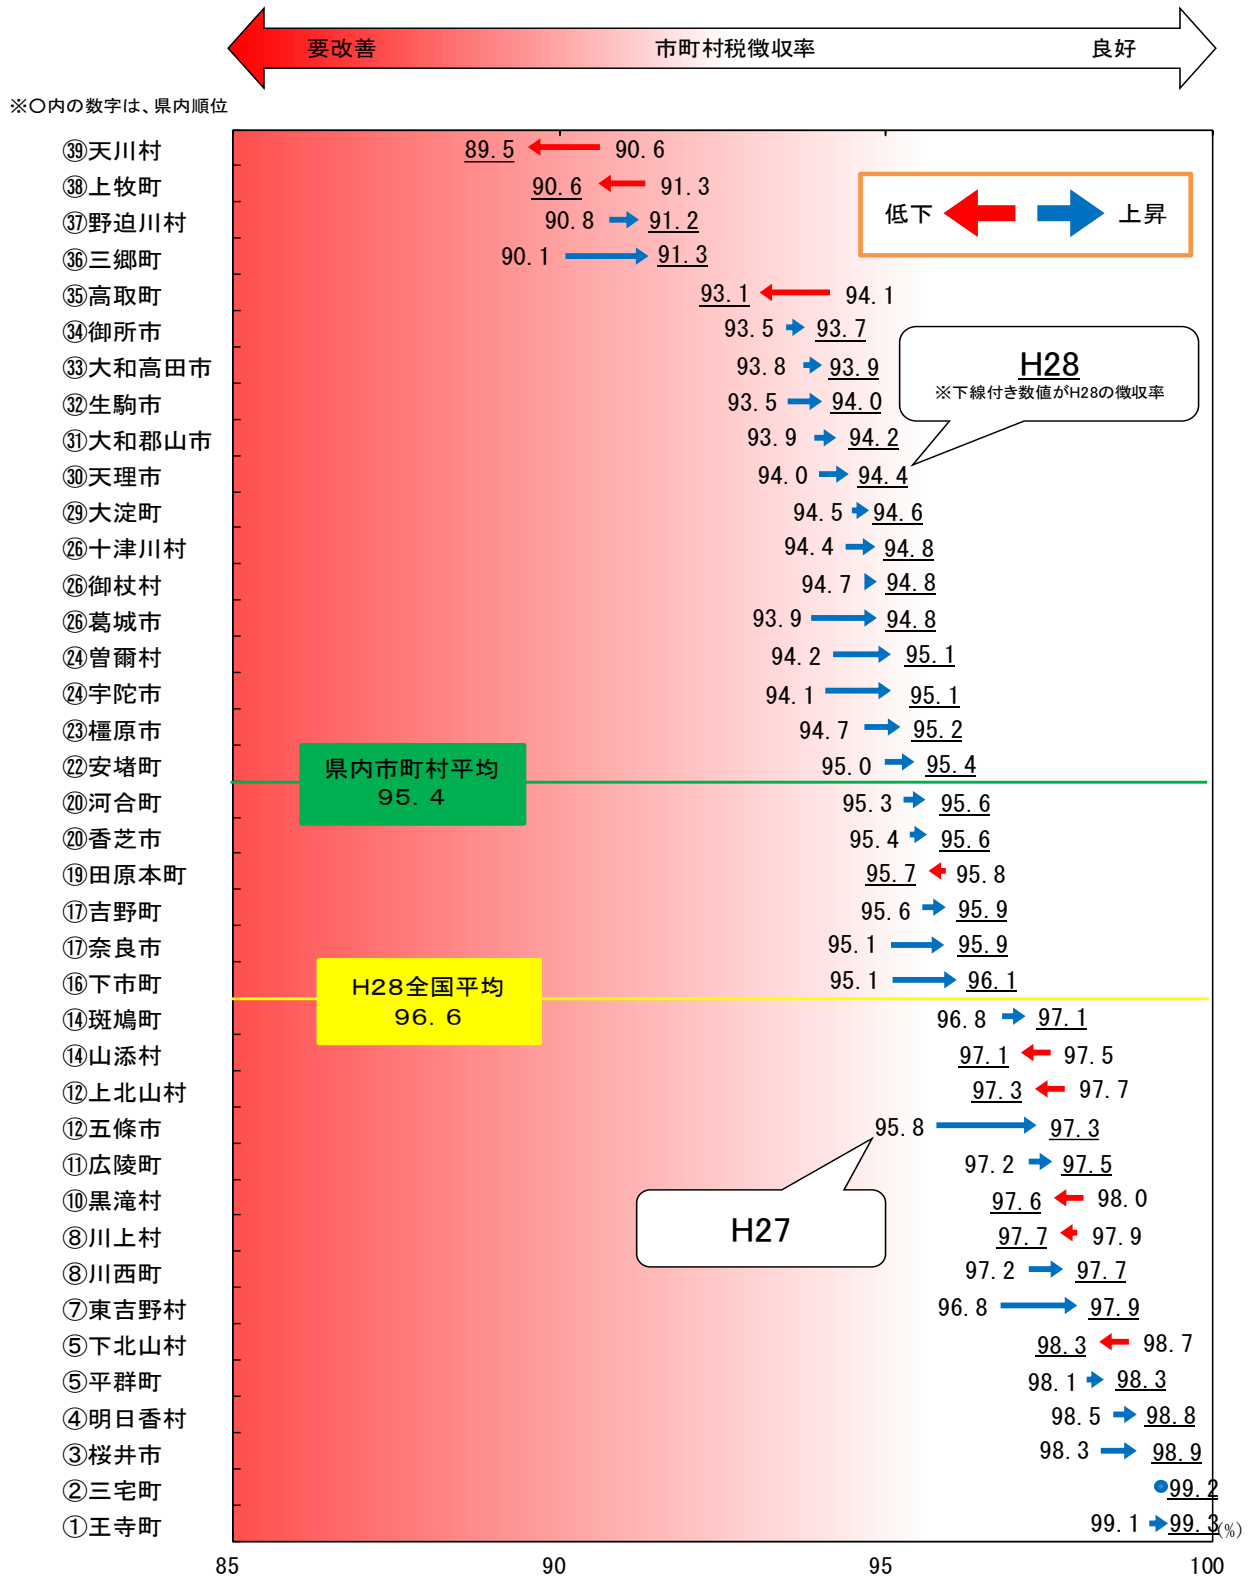 要改善 市町村税徴収率 良好
※〇内の数字は、県内順位
㊴天川村 89.5 90.6
㊳上牧町 90.6 91.3
低下 上昇
㊲野迫川村 90.8 91.2
㊱三郷町 90.1 91.3
㉟高取町 93.1 94.1
㉞御所市 93.5 93.7
㉝大和高田市 93.8 93.9
H28
※下線付き数値がH28の徴収率
㉜生駒市 93.5 94.0
㉛大和郡山市 93.9 94.2
㉚天理市 94.0 94.4
㉙大淀町 94.5 94.6
㉖十津川村 94.4 94.8
㉖御杖村 94.7 94.8
㉖葛城市 93.9 94.8
㉔曽爾村 94.2 95.1
㉔宇陀市 94.1 95.1
㉓橿原市 94.7 95.2
㉒安堵町 95.0 95.4
県内市町村平均
95.4
⑳河合町 95.3 95.6
⑳香芝市 95.4 95.6
⑲田原本町 95.7 95.8
⑰吉野町 95.6 95.9
⑰奈良市 95.1 95.9
⑯下市町 95.1 96.1
H28全国平均
96.6
⑭斑鳩町 96.8 97.1
⑭山添村 97.1 97.5
⑫上北山村 97.3 97.7
⑫五條市 95.8 97.3
⑪広陵町 97.2 97.5
⑩黒滝村 97.6 98.0
H27
⑧川上村 97.7 97.9
⑧川西町 97.2 97.7
⑦東吉野村 96.8 97.9
⑤下北山村 98.3 98.7
⑤平群町 98.1 98.3
④明日香村 98.5 98.8
③桜井市 98.3 98.9
②三宅町 99.2
①王寺町 99.1 99.3
(%)
85 90 95 100